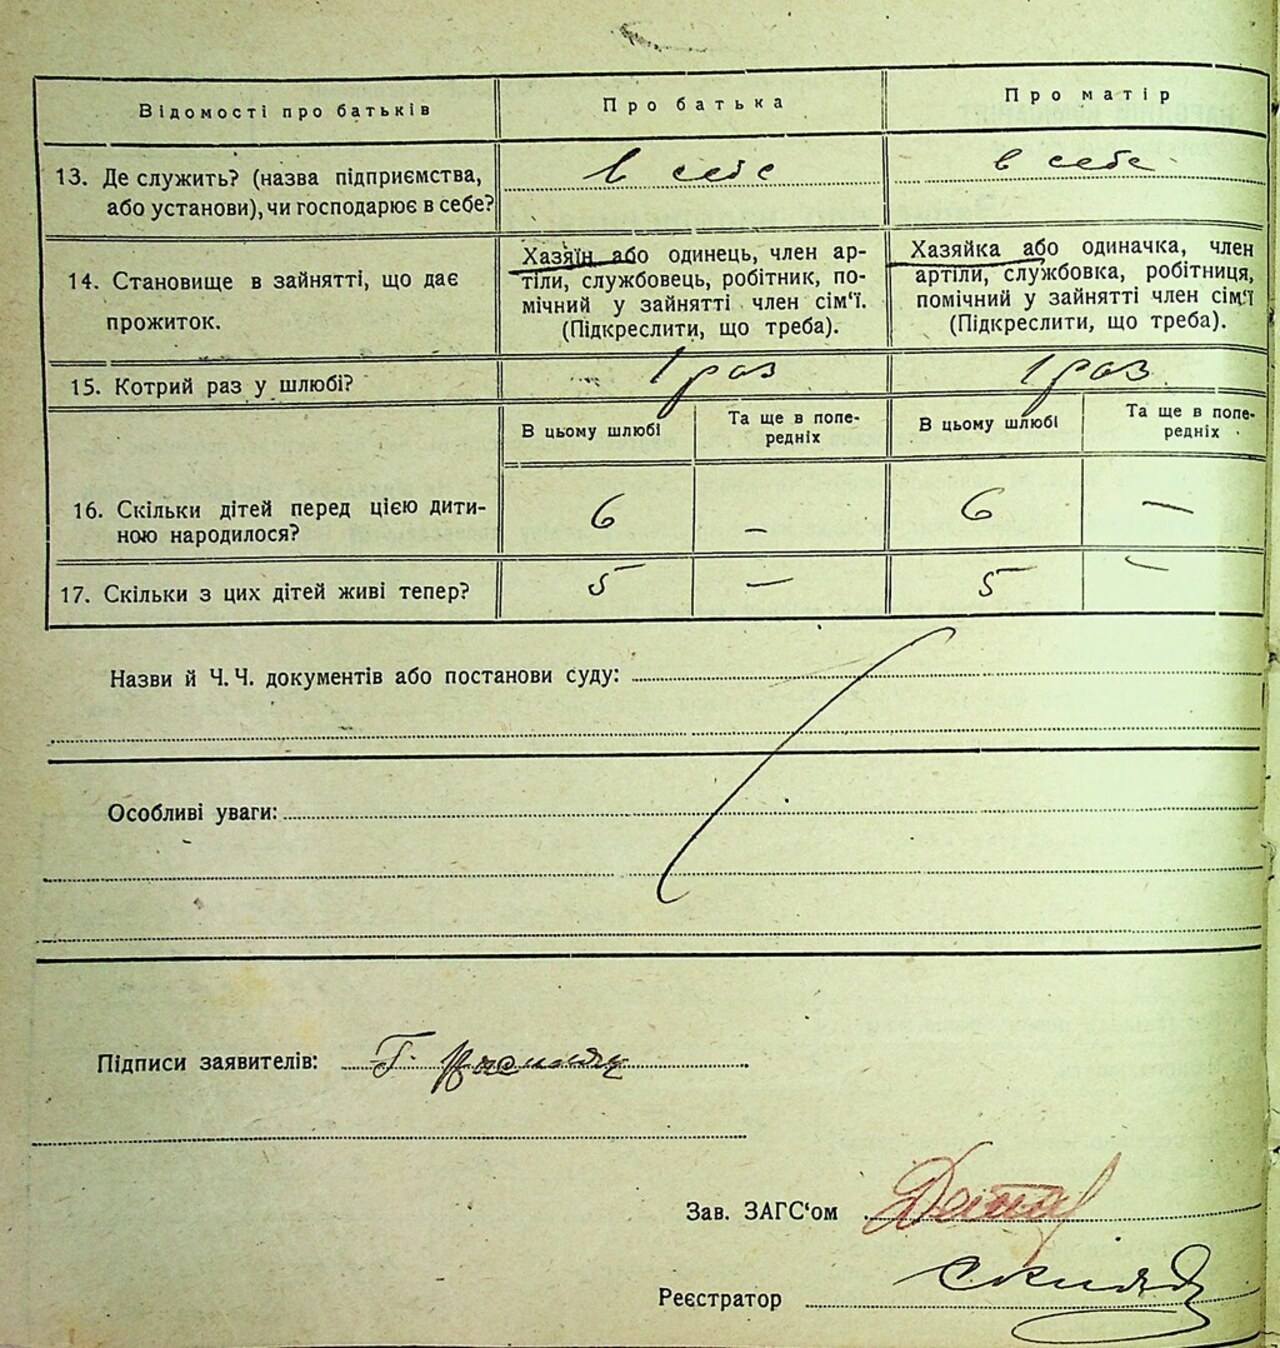 Відомості про батьків
Про батька
Про матір
13. Де служить? (назва підприємства,
або установи), чи господарює в себе?
в себе
в себе
14. Становище в зайнятті, що дає
прожиток.
Хазяїн або одинець, член ар-
тіли, службовець, робітник, по-
мічний у зайнятті член сім‘ї.
(Підкреслити, що треба).
Хазяйка або одиначка, член
артіли, службовка, робітниця,
помічний у зайнятті член сім‘ї
(Підкреслити, що треба).
15. Котрий раз у шлюбі?
1 раз
1 раз
В цьому шлюбі
Та ще в попе-
редніх
В цьому шлюбі
Та ще в попе-
редніх
16. Скільки дітей перед цією дити-
ною народилося?
6
—
6
—
17. Скільки з цих дітей живі тепер?
5
—
5
—
Назви й Ч. Ч. документів або постанови суду:
Особливі уваги:
Підписи заявителів: Г.
Зав. ЗАГС‘ом
Реєстратор